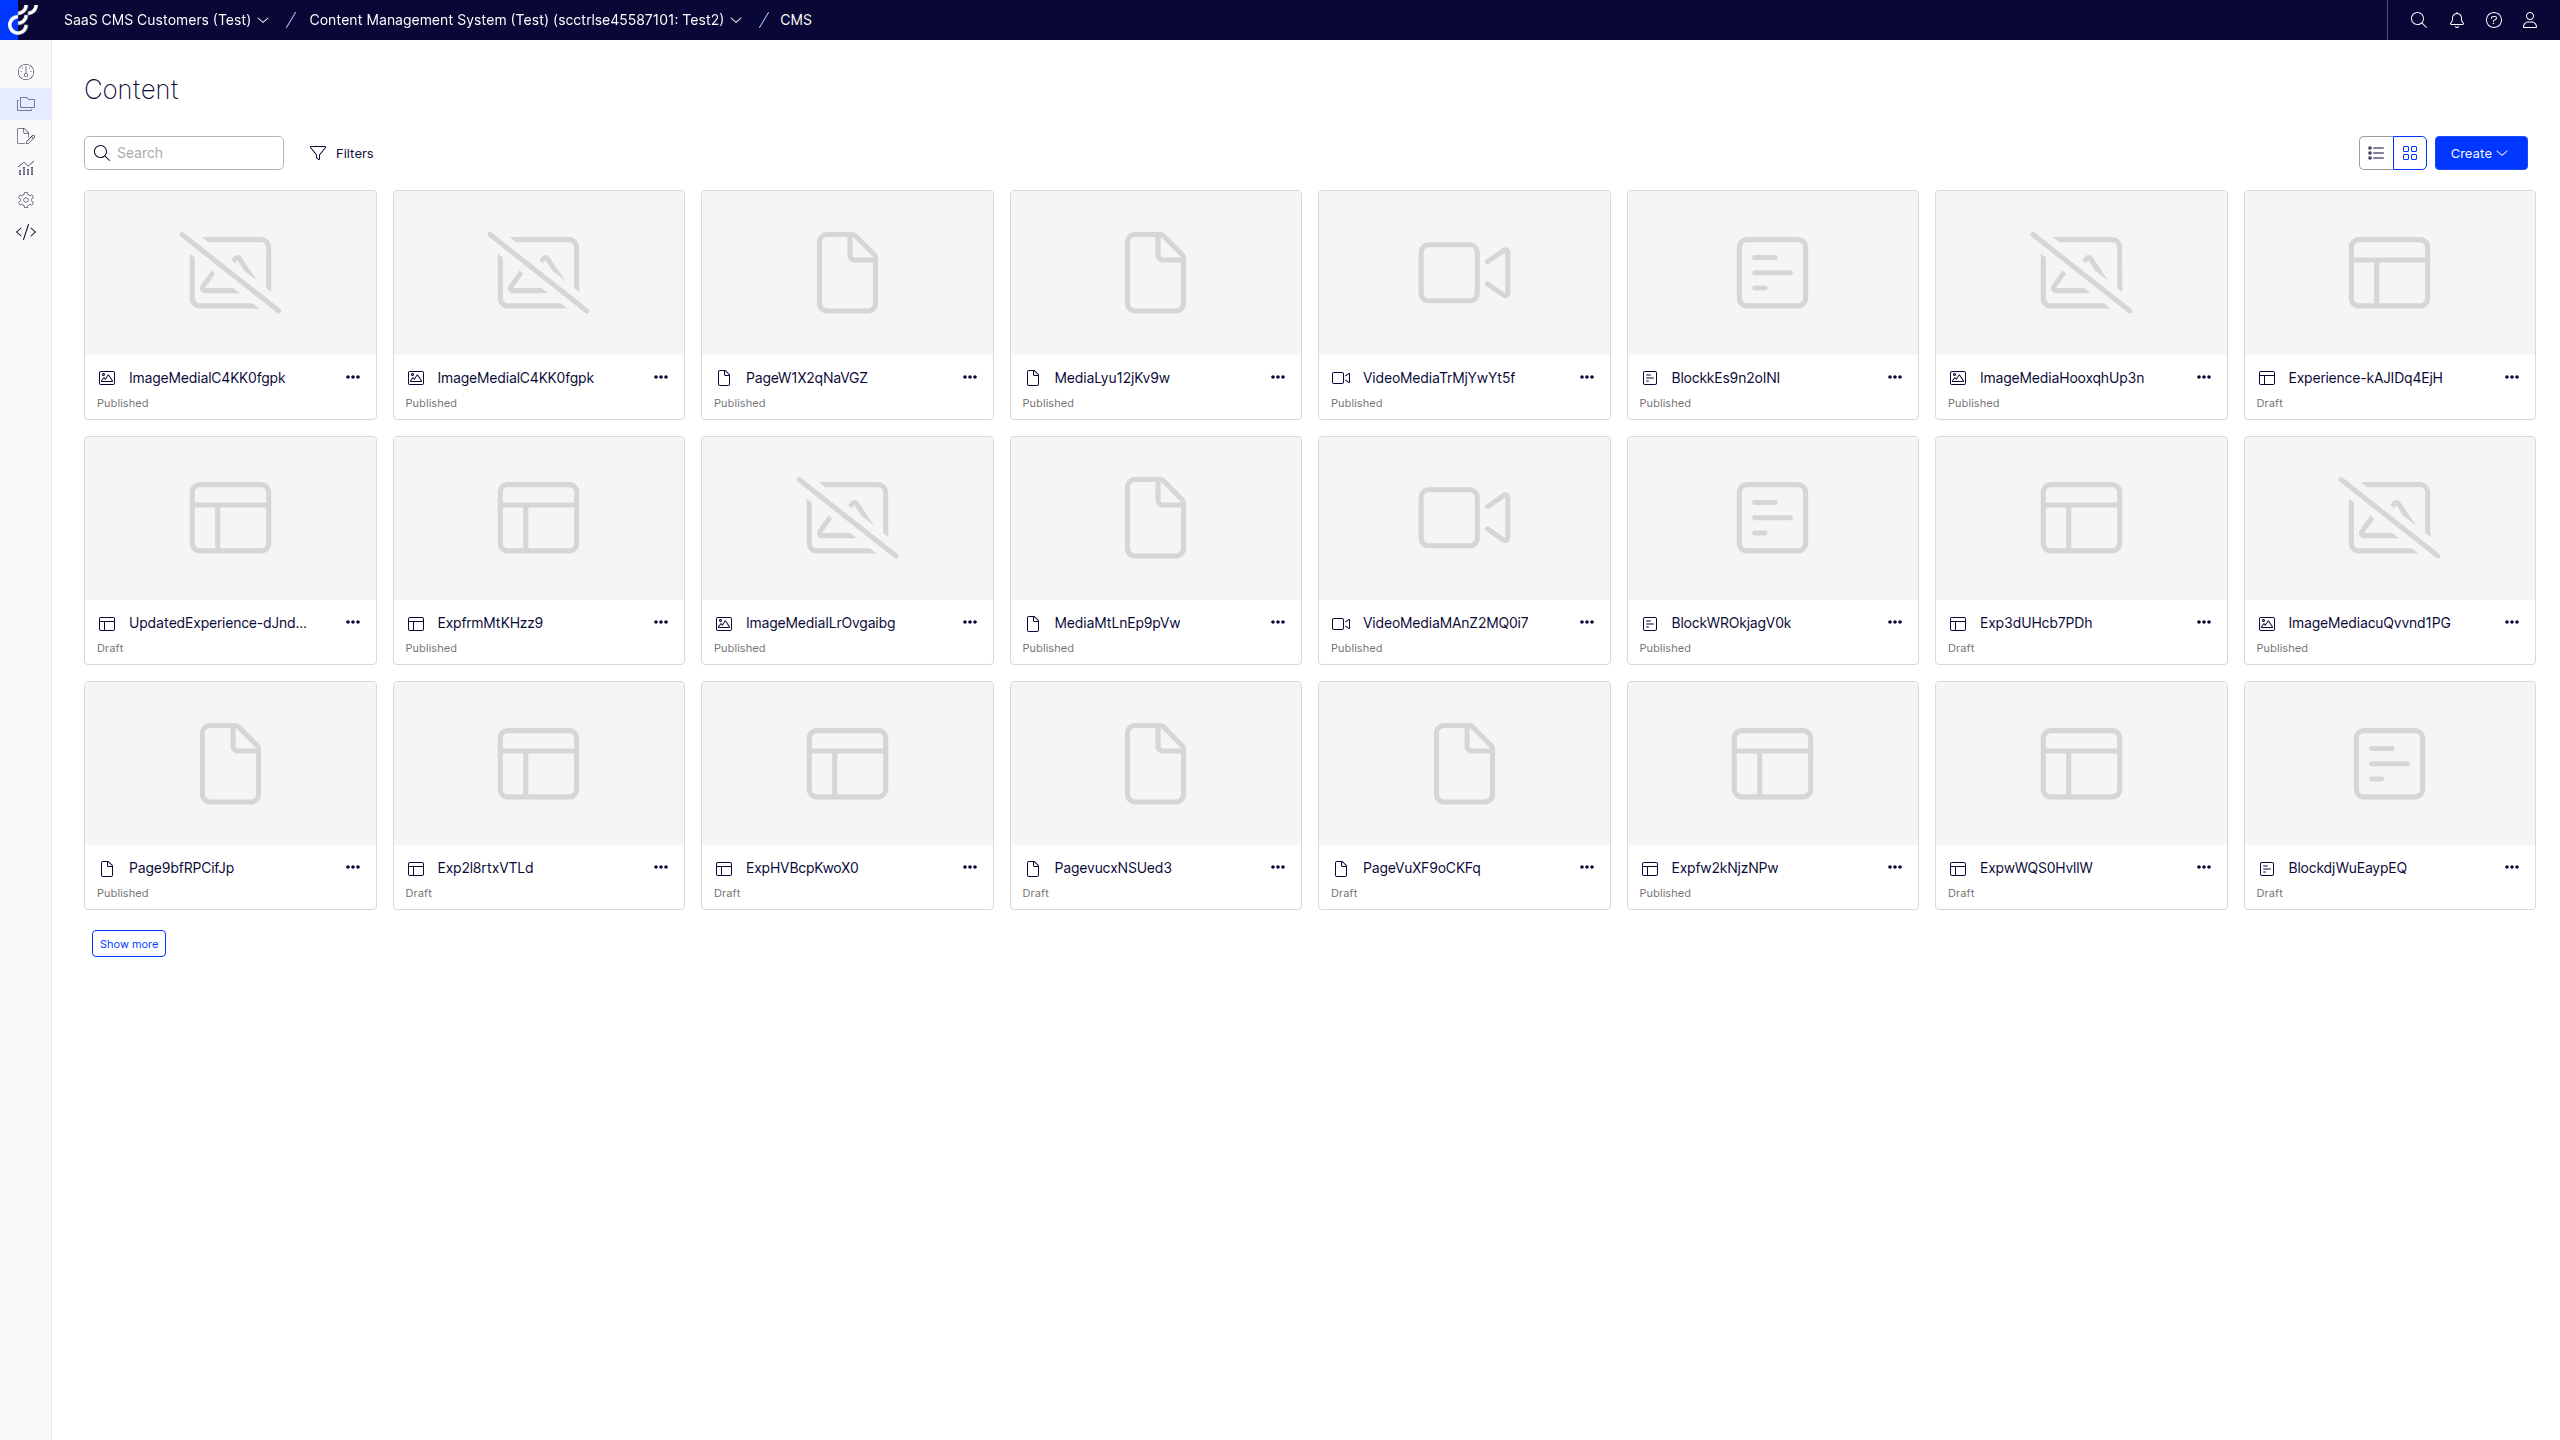 SaaS CMS Customers (Test) / Content Management System (Test) (scctrlse45587101: Test2) / CMS
Content
Search
Filters
Create
ImageMedialC4KK0fgpk
ImageMedialC4KK0fgpk
PageW1X2qNaVGZ
MediaLyu12jKv9w
VideoMediaTrMjYwYt5f
BlockkEs9n2oINI
ImageMediaHooxqhUp3n
Experience-kAJIDq4EjH
Published
Published
Published
Published
Published
Published
Published
Draft
UpdatedExperience-dJnd...
ExpfrmMtKHzz9
ImageMediaILrOvgaibg
MediaMtLnEp9pVw
VideoMediaMAnZ2MQ0i7
BlockWROkjagV0k
Exp3dUHcb7PDh
ImageMediacuQvvnd1PG
Draft
Published
Published
Published
Published
Published
Draft
Published
Page9bfRPCifJp
Exp2I8rtxVTLd
ExpHVBcpKwoX0
PagevucxNSUed3
PageVuXF9oCKFq
Expfw2kNjzNPw
ExpwWQS0HvIIW
BlockdjWuEaypEQ
Published
Draft
Draft
Draft
Draft
Published
Draft
Draft
Show more